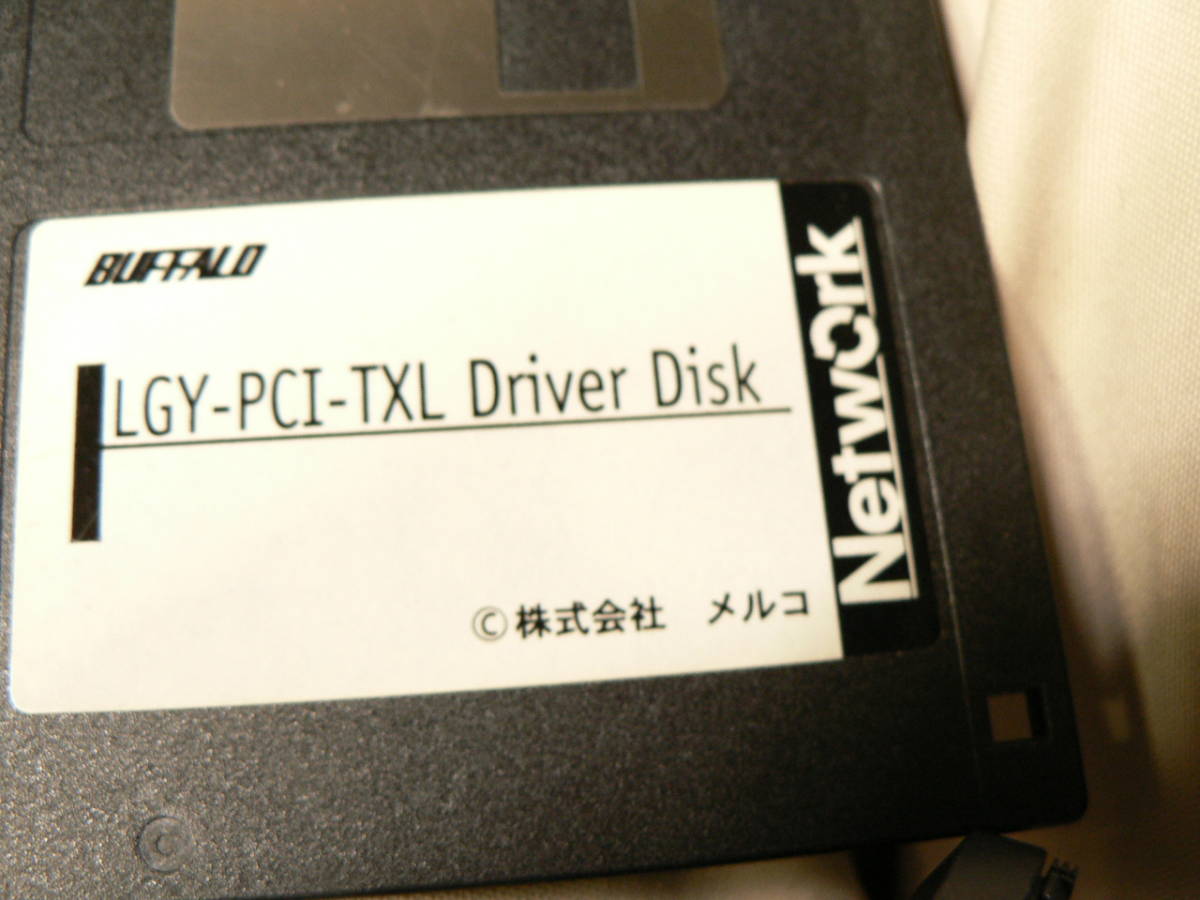 BUFFALO
LGY-PCI-TXL Driver Disk
©株式会社 メルコ
Network